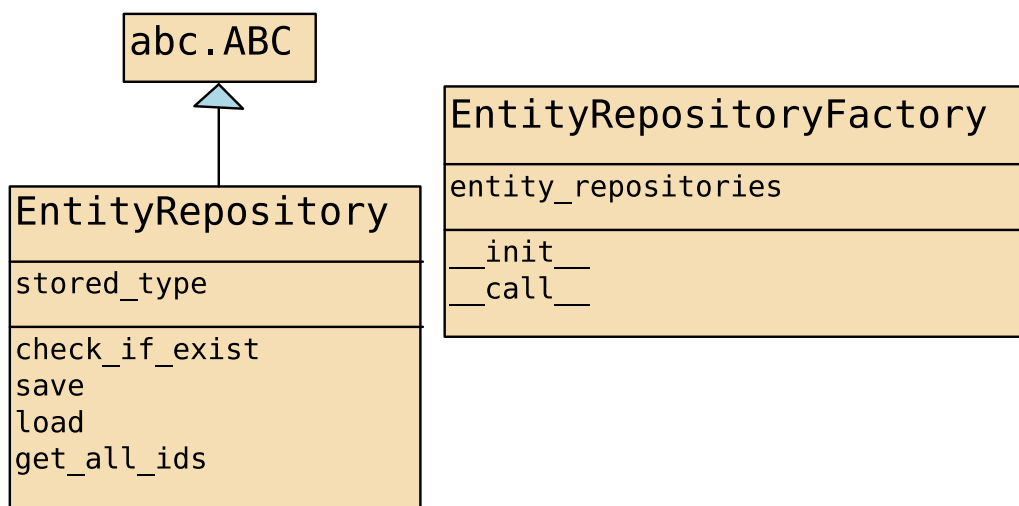 abc.ABC
EntityRepository
stored_type
check_if_exist
save
load
get_all_ids
EntityRepositoryFactory
entity_repositories
__init__
__call__